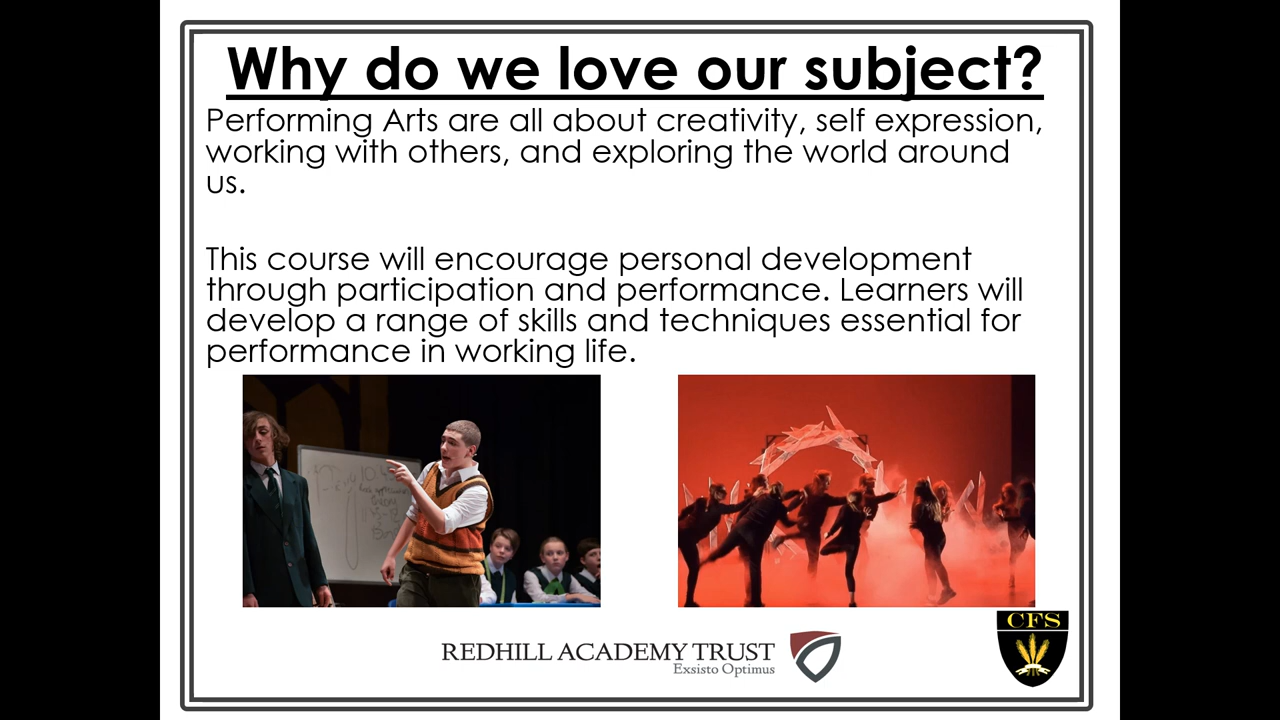 Why do we love our subject?
Performing Arts are all about creativity, self expression,
working with others, and exploring the world around
us.
This course will encourage personal development
through participation and performance. Learners will
develop a range of skills and techniques essential for
performance in working life.
REDHILL ACADEMY TRUST
Exsisto Optimus
CFS